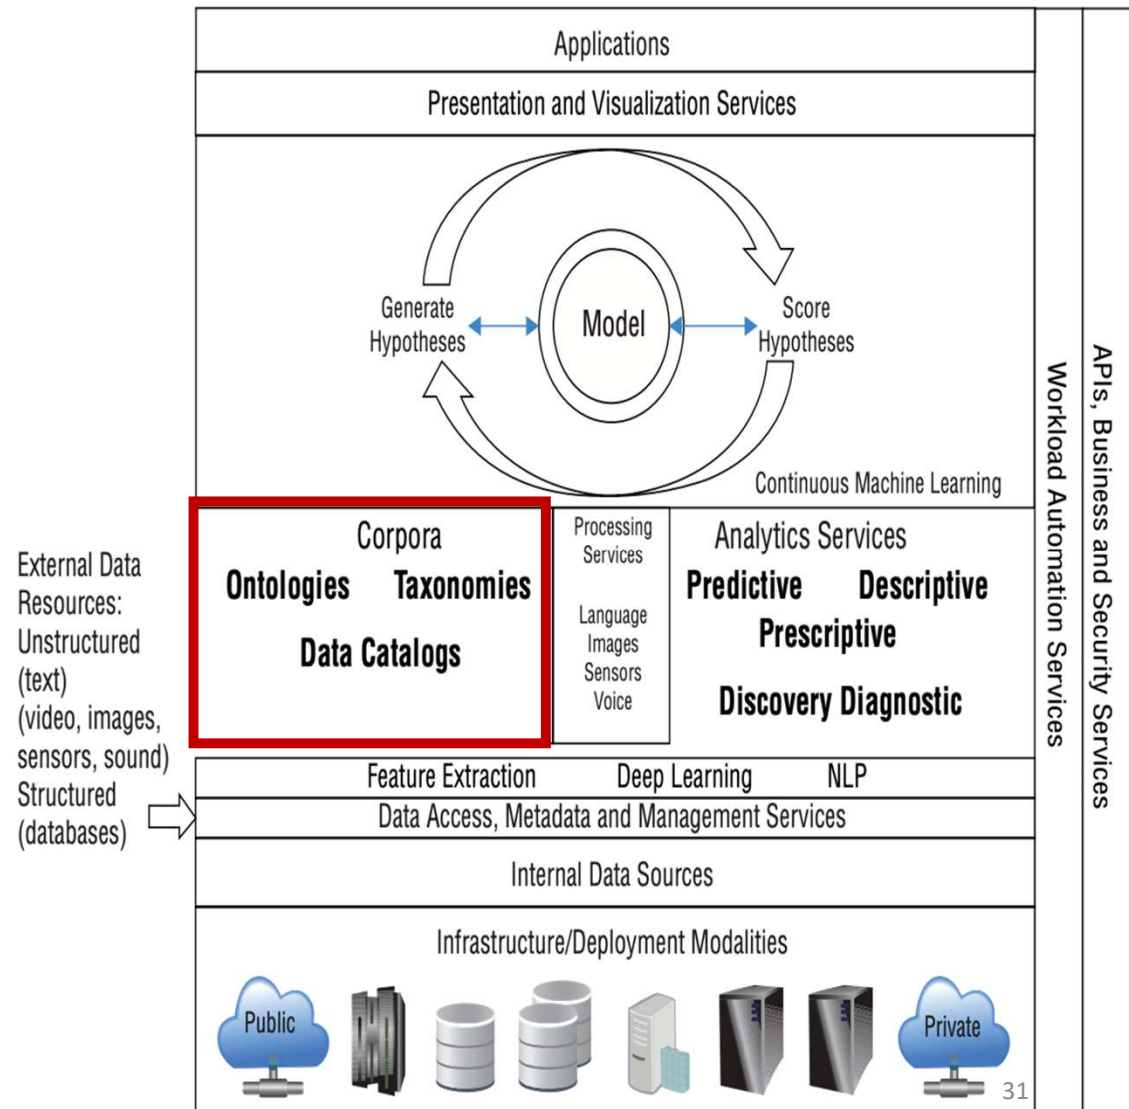 Applications
Presentation and Visualization Services
Generate
Hypotheses
Model
Score
Hypotheses
Continuous Machine Learning
Corpora
Ontologies Taxonomies
Data Catalogs
Processing
Services
Language
Images
Sensors
Voice
Analytics Services
Predictive Descriptive
Prescriptive
Discovery Diagnostic
External Data
Resources:
Unstructured
(text)
(video, images,
sensors, sound)
Structured
(databases)
Feature Extraction Deep Learning NLP
Data Access, Metadata and Management Services
Internal Data Sources
Infrastructure/Deployment Modalities
Public
Private
Workload Automation Services
APIs, Business and Security Services
31